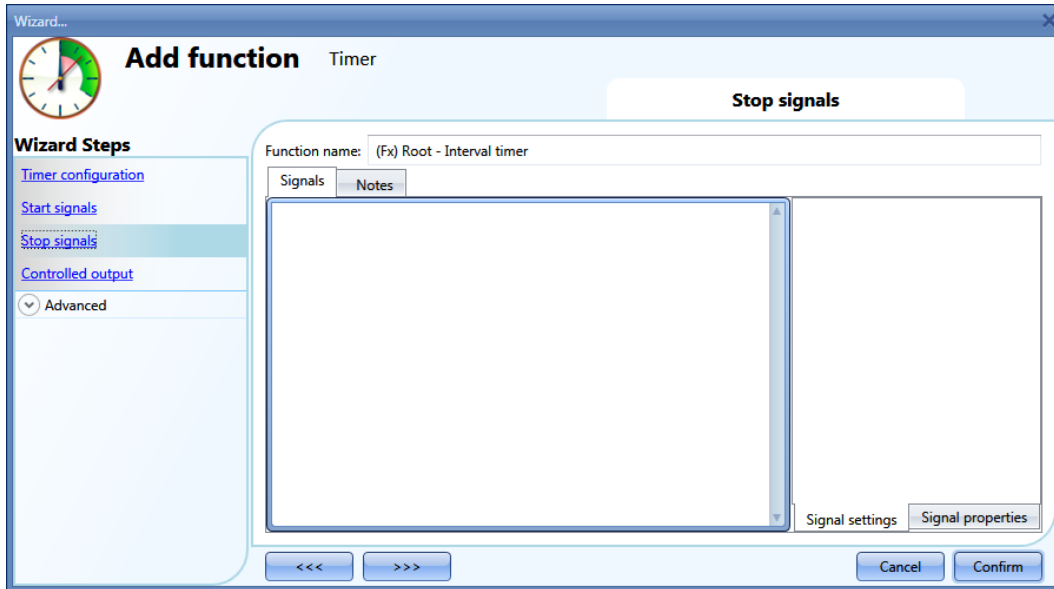 Wizard...
Add function Timer
Stop signals
Wizard Steps
Timer configuration
Start signals
Stop signals
Controlled output
Advanced
Function name: (Fx) Root - Interval timer
Signals Notes
Signal settings Signal properties
<<< >>> Cancel Confirm